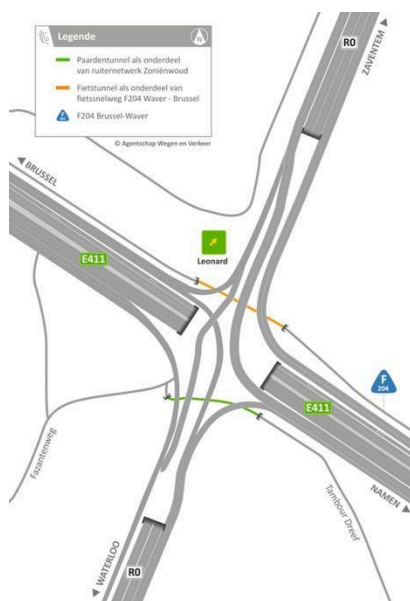 Legende
Paardentunnel als onderdeel
van ruiternetwerk Zoniënwoud
Fietstunnel als onderdeel van
fietssnelweg F204 Waver - Brussel
F204 Brussel-Waver
© Agentschap Wegen en Verkeer
R0
ZAVENTEM
BRUSSEL
E411
Leonard
F
204
E411
Fazantenweg
NAMEN
Tambour Dreef
WATERLOO
R0